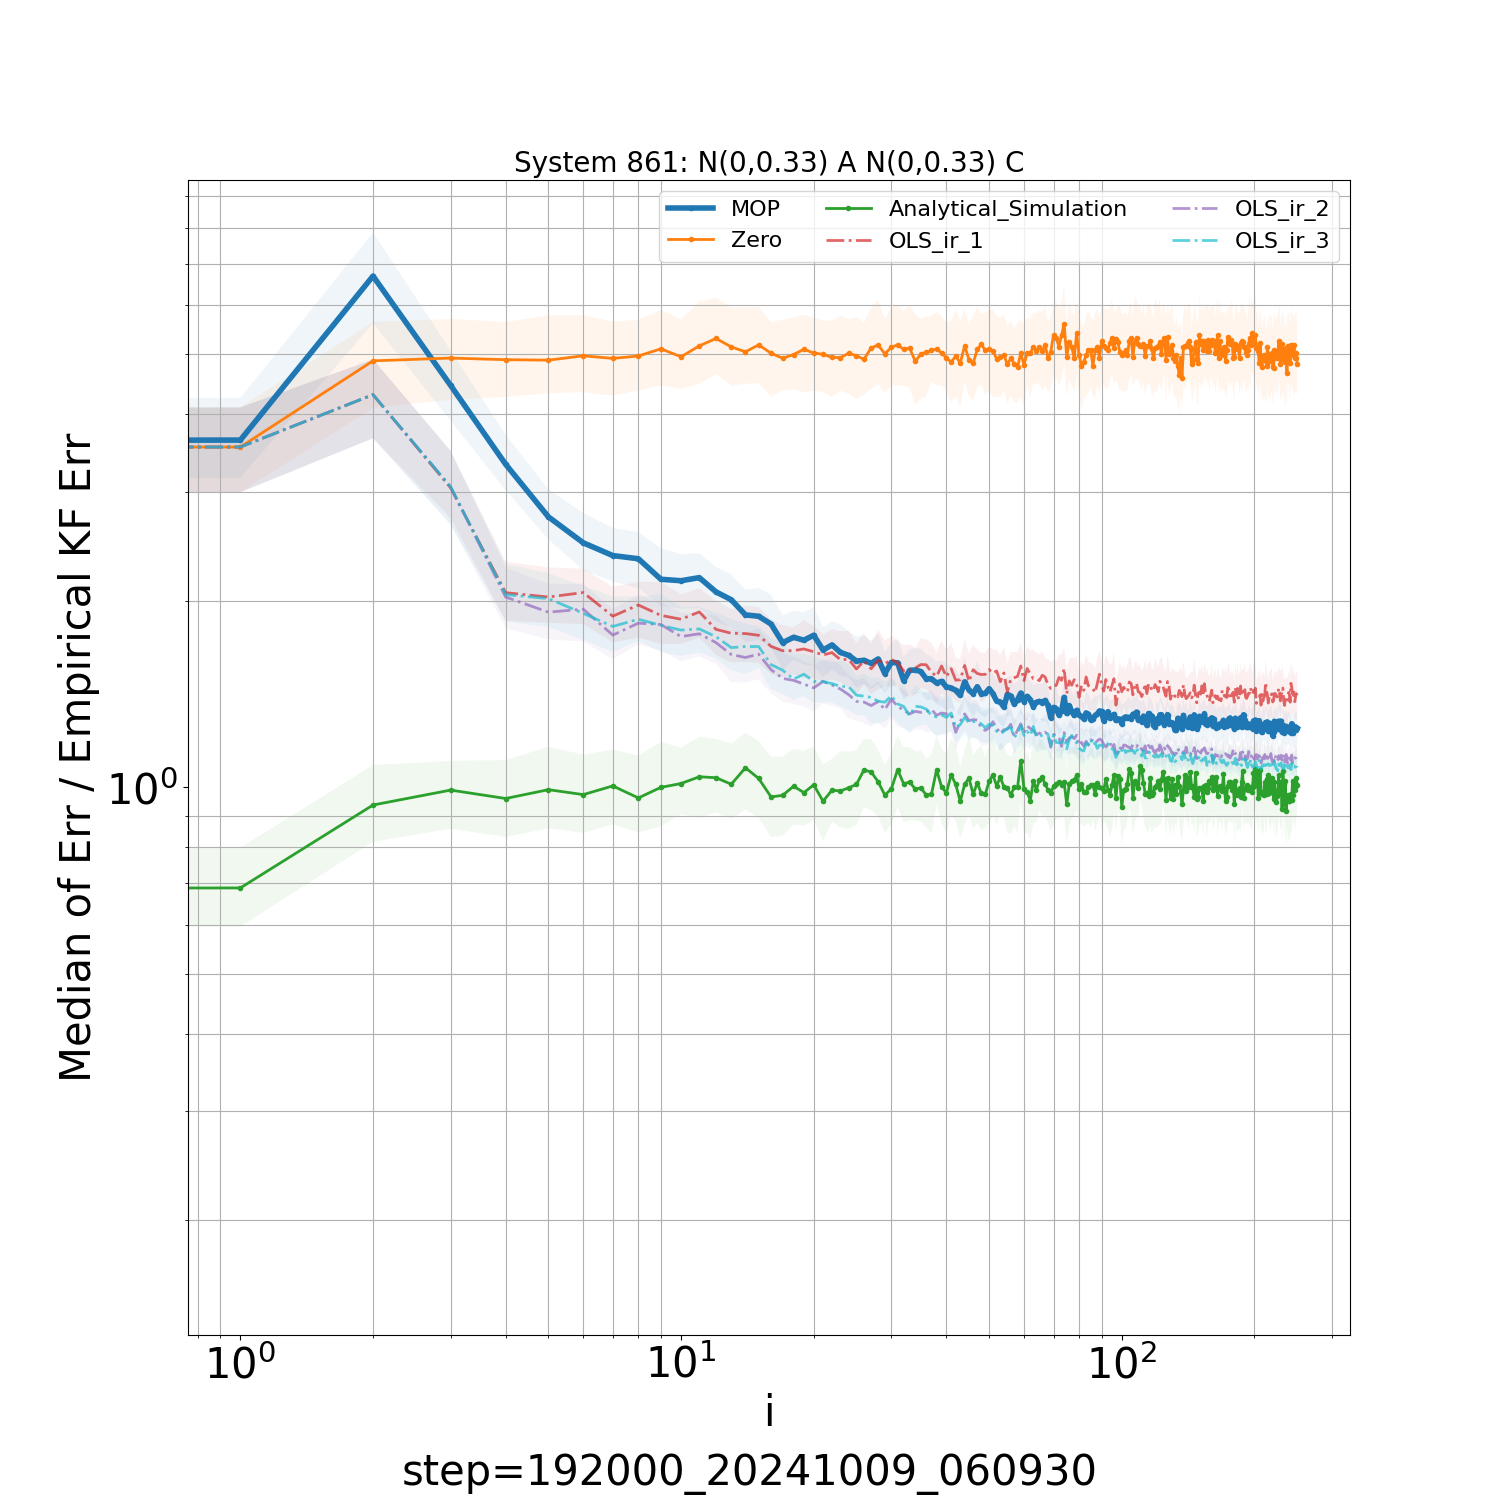 System 861: N(0,0.33) A N(0,0.33) C
MOP
Zero
Analytical_Simulation
OLS_ir_1
OLS_ir_2
OLS_ir_3
Median of Err / Empirical KF Err
10⁰
10⁰ 10¹ 10²
i
step=192000_20241009_060930